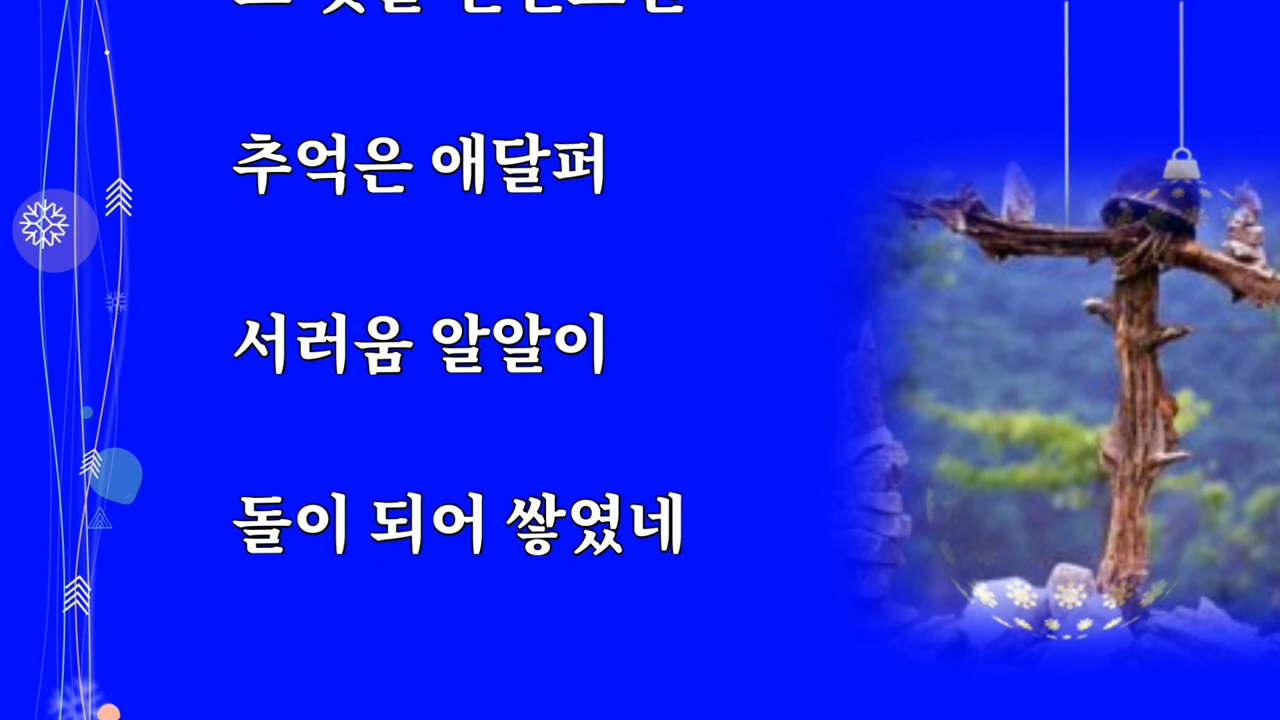 추억은 애달퍼
서러움 알알이
돌이 되어 쌓였네